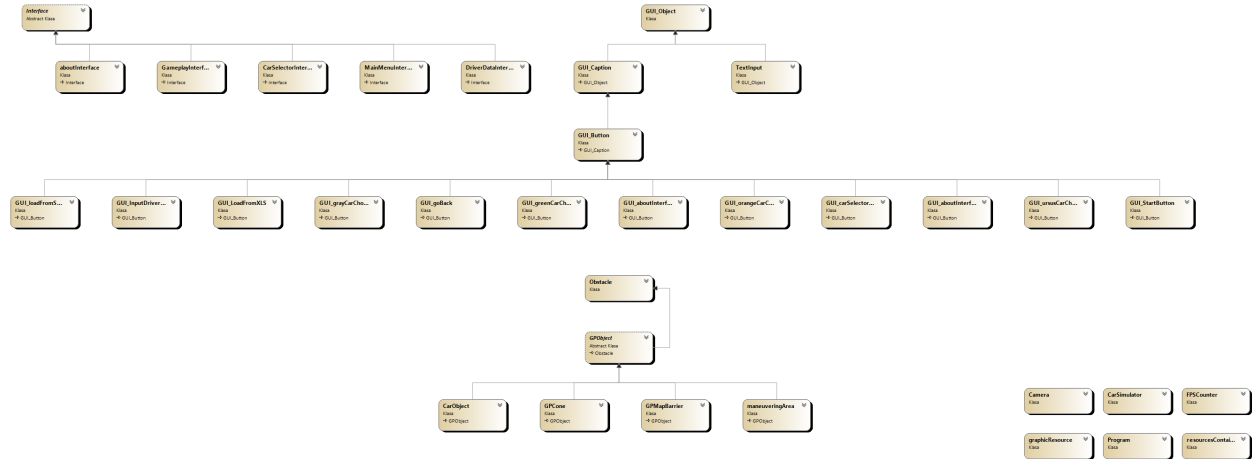 Interface
Abstract Klasa
GUI_Object
Klasa
aboutInterface
Klasa
➔ Interface
GameplayInterf...
Klasa
➔ Interface
CarSelectorInter...
Klasa
➔ Interface
MainMenuInter...
Klasa
➔ Interface
DriverDataInter...
Klasa
➔ Interface
GUI_Caption
Klasa
➔ GUI_Object
TextInput
Klasa
➔ GUI_Object
GUI_Button
Klasa
➔ GUI_Caption
GUI_loadFromS...
Klasa
➔ GUI_Button
GUI_InputDriver...
Klasa
➔ GUI_Button
GUI_LoadFromXLS
Klasa
➔ GUI_Button
GUI_grayCarCho...
Klasa
➔ GUI_Button
GUI_goBack
Klasa
➔ GUI_Button
GUI_greenCarCh...
Klasa
➔ GUI_Button
GUI_aboutInterf...
Klasa
➔ GUI_Button
GUI_orangeCarC...
Klasa
➔ GUI_Button
GUI_carSelector...
Klasa
➔ GUI_Button
GUI_aboutInterf...
Klasa
➔ GUI_Button
GUI_ursusCarCh...
Klasa
➔ GUI_Button
GUI_StartButton
Klasa
➔ GUI_Button
Obstacle
Klasa
GPObject
Abstract Klasa
➔ Obstacle
CarObject
Klasa
➔ GPObject
GPCone
Klasa
➔ GPObject
GPMapBarrier
Klasa
➔ GPObject
maneuveringArea
Klasa
➔ GPObject
Camera
Klasa
CarSimulator
Klasa
FPSCounter
Klasa
graphicResource
Klasa
Program
Klasa
resourcesContai...
Klasa